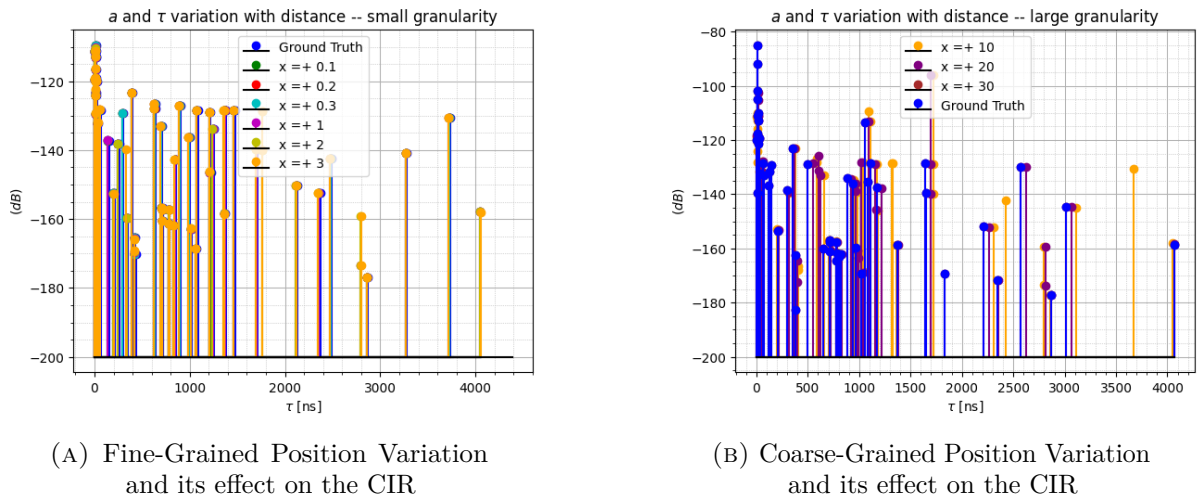 a and τ variation with distance -- small granularity
Ground Truth
x =+ 0.1
x =+ 0.2
x =+ 0.3
x =+ 1
x =+ 2
x =+ 3
−120
−140
−160
−180
−200
(dB)
0
1000
2000
3000
4000
τ [ns]
(A) Fine-Grained Position Variation
and its effect on the CIR
a and τ variation with distance -- large granularity
x =+ 10
x =+ 20
x =+ 30
Ground Truth
−80
−100
−120
−140
−160
−180
−200
(dB)
0
500
1000
1500
2000
2500
3000
3500
4000
τ [ns]
(B) Coarse-Grained Position Variation
and its effect on the CIR